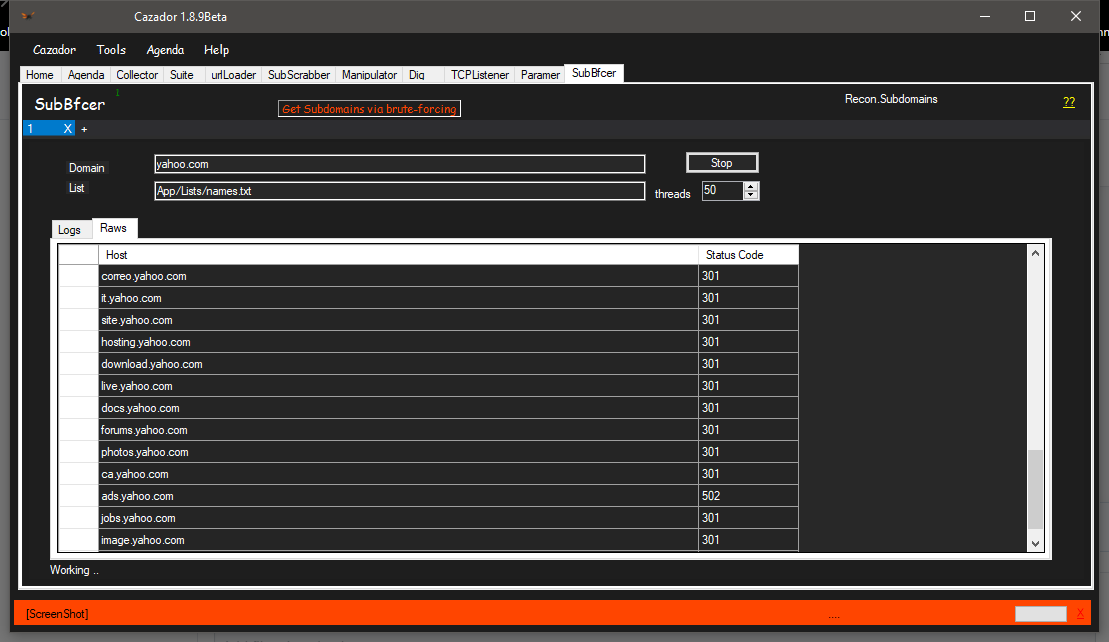 Cazador 1.8.9Beta
Cazador Tools Agenda Help
Home Agenda Collector Suite urlLoader SubScrabber Manipulator Dig TCPListener Paramer SubBfcer
SubBfcer
Get Subdomains via brute-forcing
Recon.Subdomains
??
1 X +
Domain yahoo.com Stop
List App/Lists/names.txt threads 50
Logs Raws
Host Status Code
correo.yahoo.com 301
it.yahoo.com 301
site.yahoo.com 301
hosting.yahoo.com 301
download.yahoo.com 301
live.yahoo.com 301
docs.yahoo.com 301
forums.yahoo.com 301
photos.yahoo.com 301
ca.yahoo.com 301
ads.yahoo.com 502
jobs.yahoo.com 301
image.yahoo.com 301
Working ..
[ScreenShot] .... X